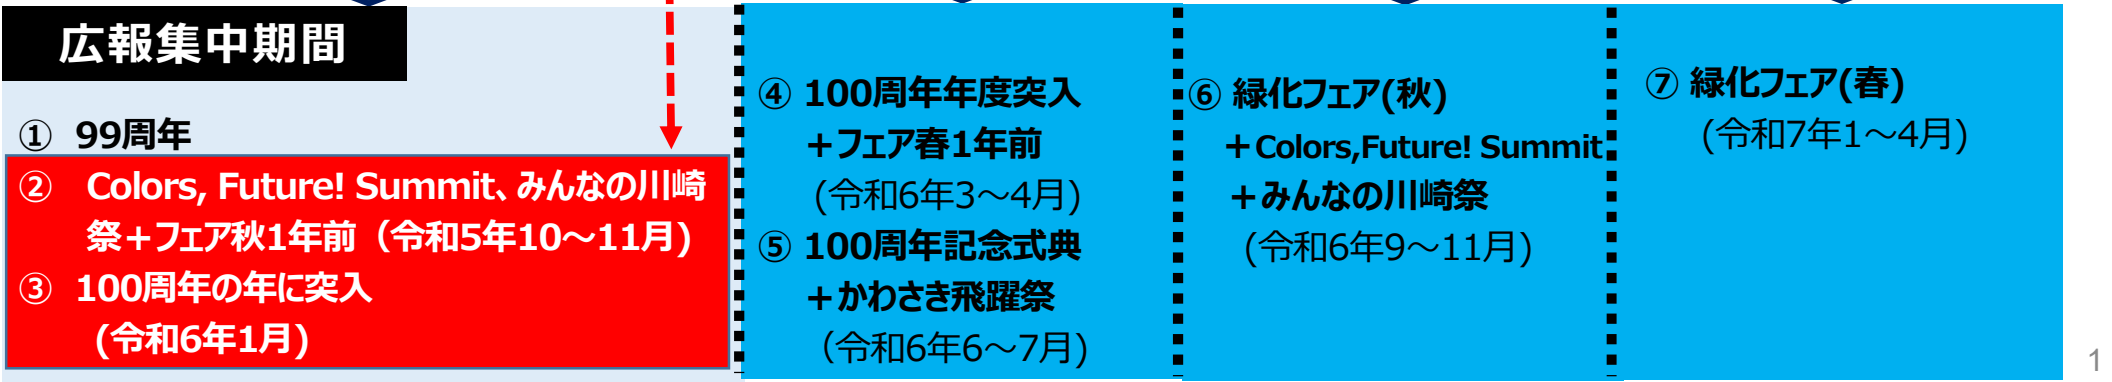 広報集中期間
① 99周年
② Colors, Future! Summit、みんなの川崎
祭＋フェア秋1年前（令和5年10～11月)
③ 100周年の年に突入
(令和6年1月)
④ 100周年年度突入
＋フェア春1年前
(令和6年3～4月)
⑤ 100周年記念式典
＋かわさき飛躍祭
（令和6年6～7月)
⑥ 緑化フェア(秋)
＋Colors,Future! Summit
＋みんなの川崎祭
(令和6年9～11月)
⑦ 緑化フェア(春)
(令和7年1～4月)
1